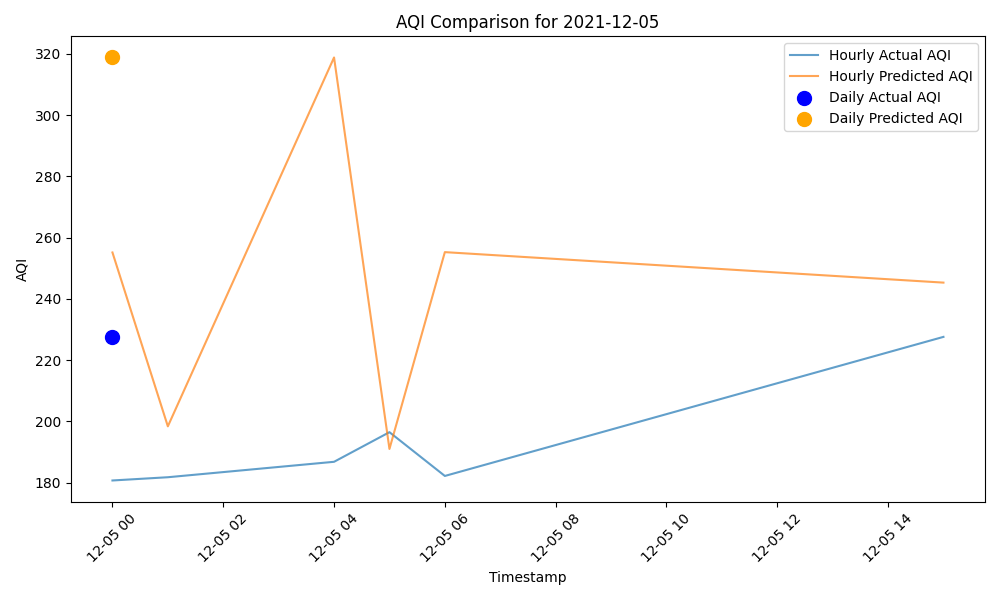 AQI Comparison for 2021-12-05
Hourly Actual AQI
Hourly Predicted AQI
Daily Actual AQI
Daily Predicted AQI
AQI
320
300
280
260
240
220
200
180
12-05 00
12-05 02
12-05 04
12-05 06
12-05 08
12-05 10
12-05 12
12-05 14
Timestamp